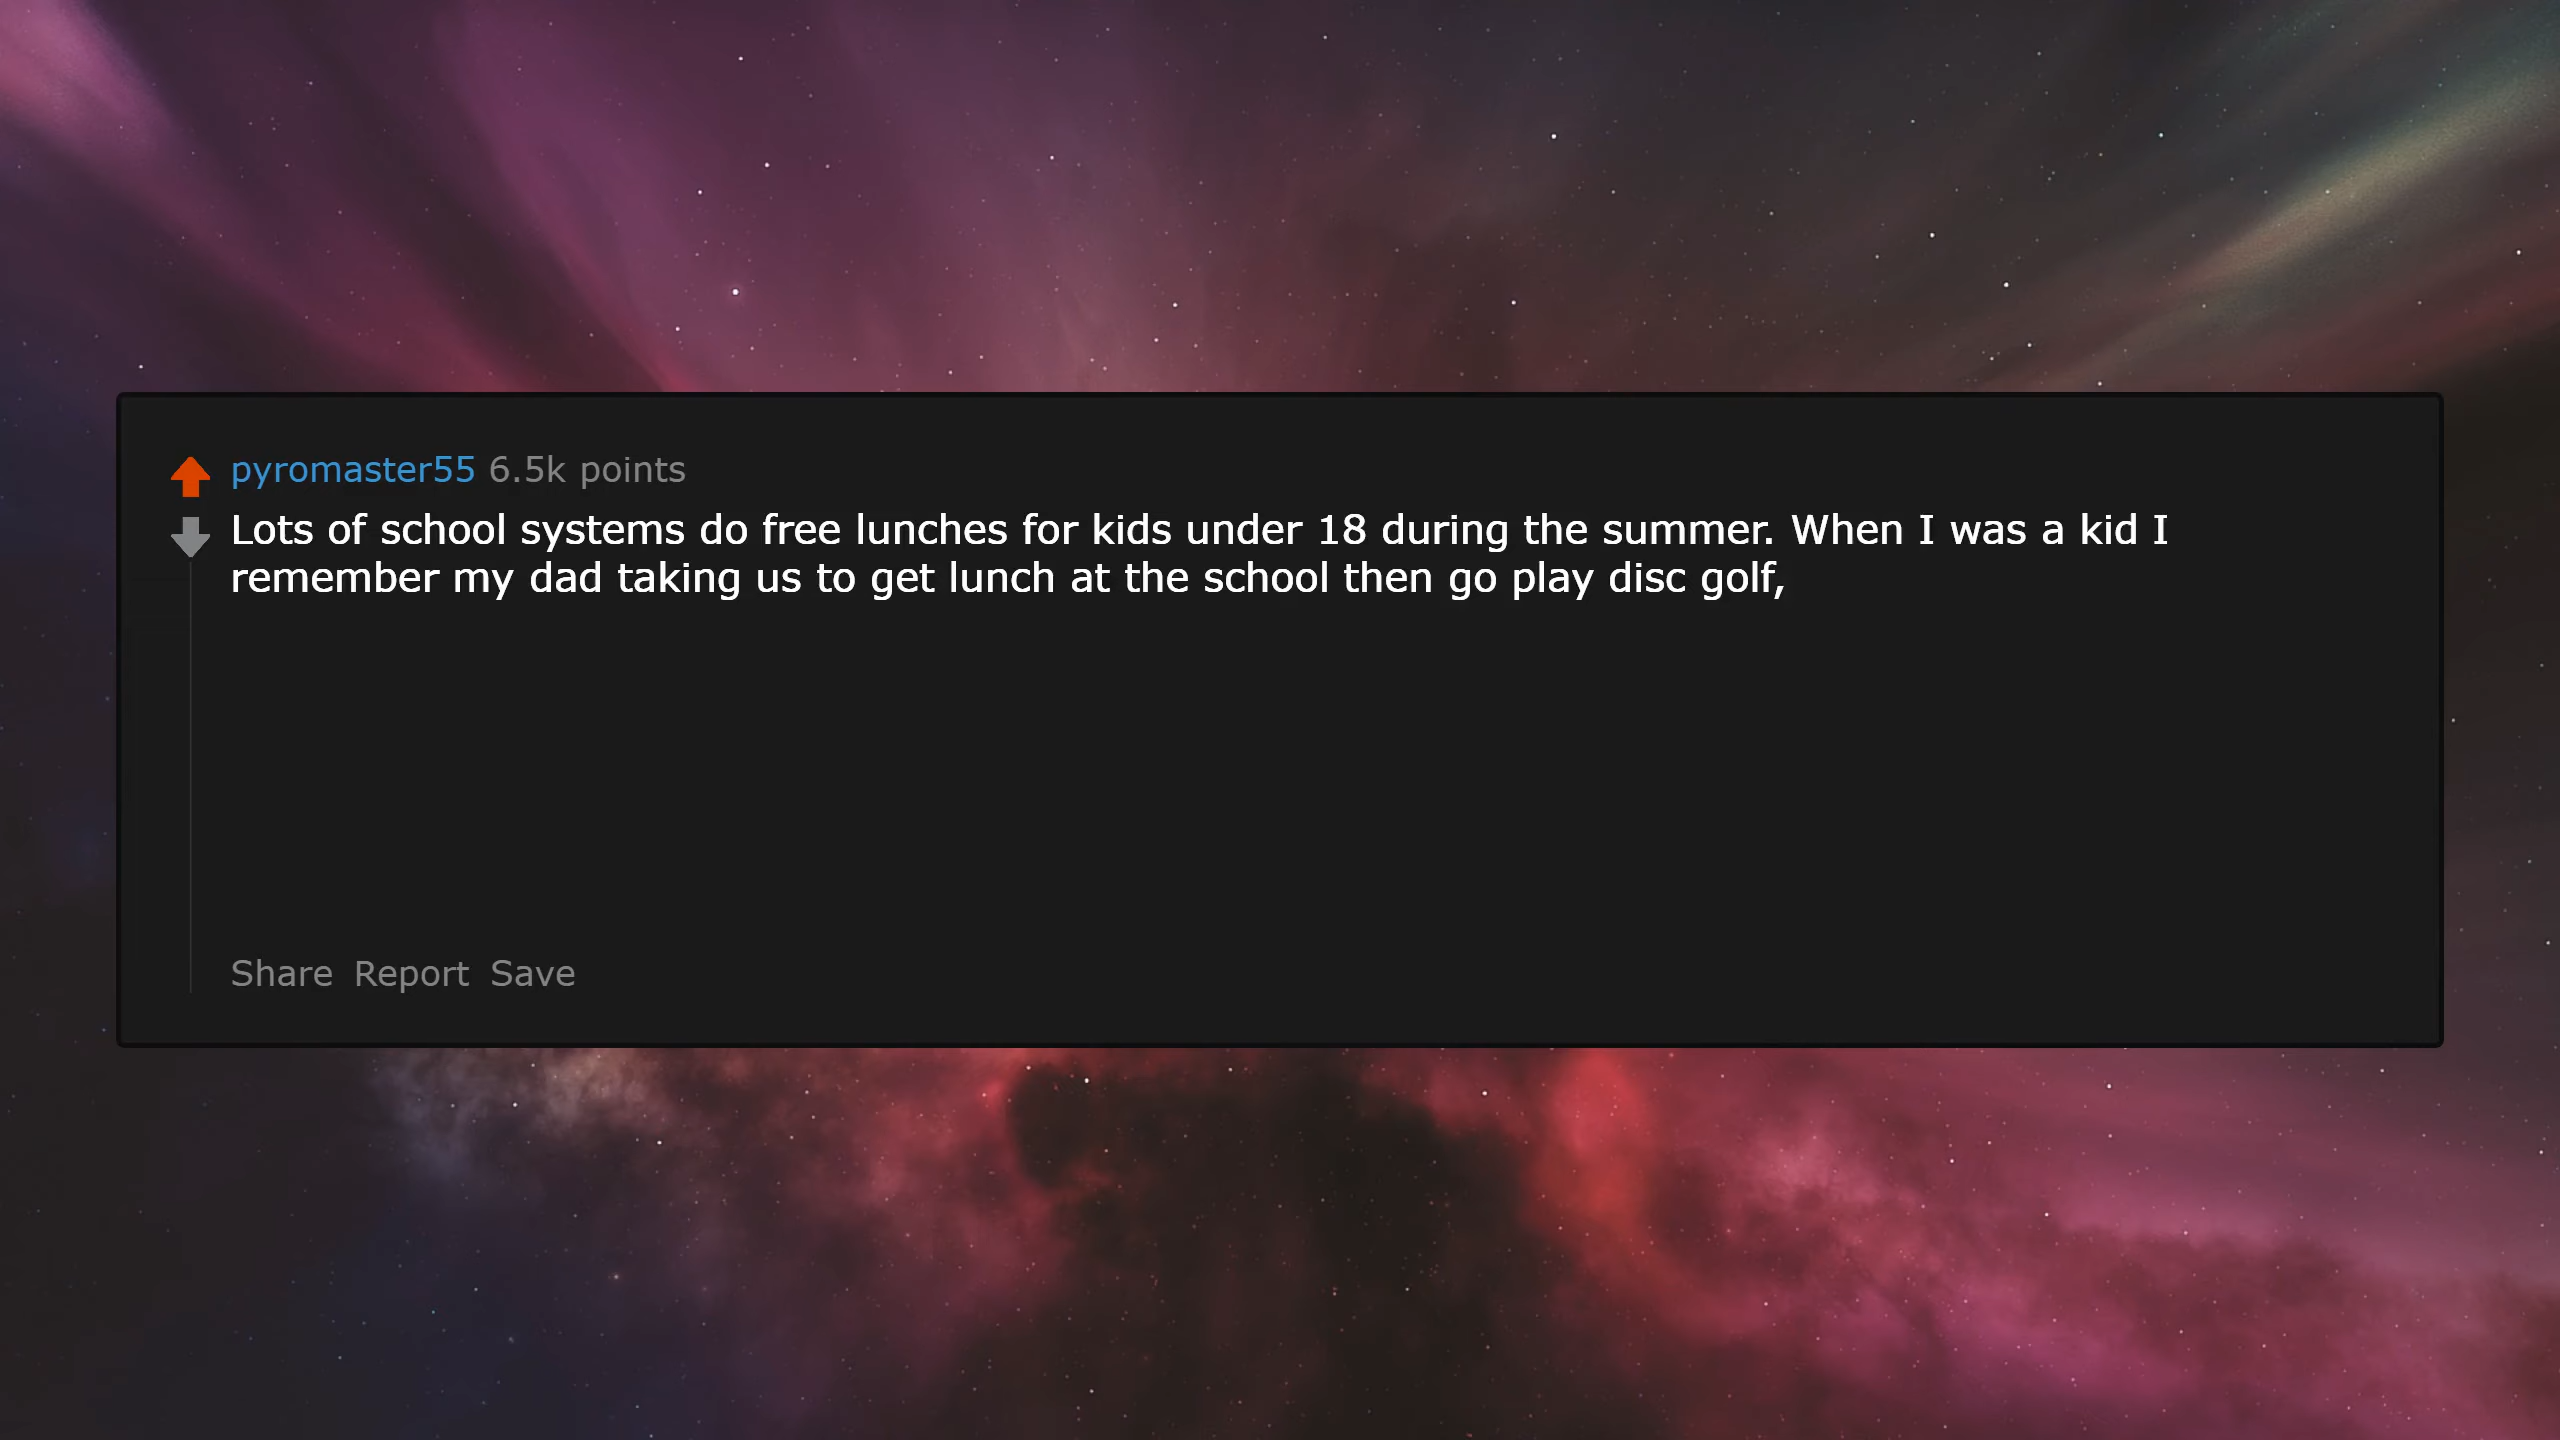 pyromaster55 6.5k points
Lots of school systems do free lunches for kids under 18 during the summer. When I was a kid I
remember my dad taking us to get lunch at the school then go play disc golf,
Share Report Save